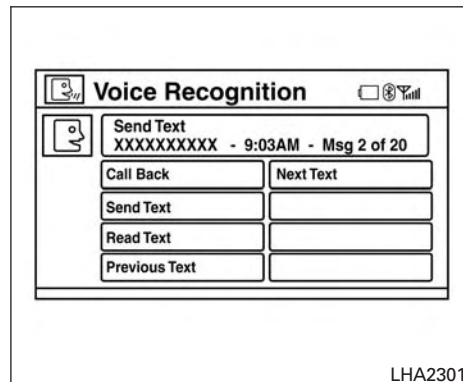 Voice Recognition
Send Text
XXXXXXXXXX - 9:03AM - Msg 2 of 20
Call Back
Next Text
Send Text
Read Text
Previous Text
LHA2301